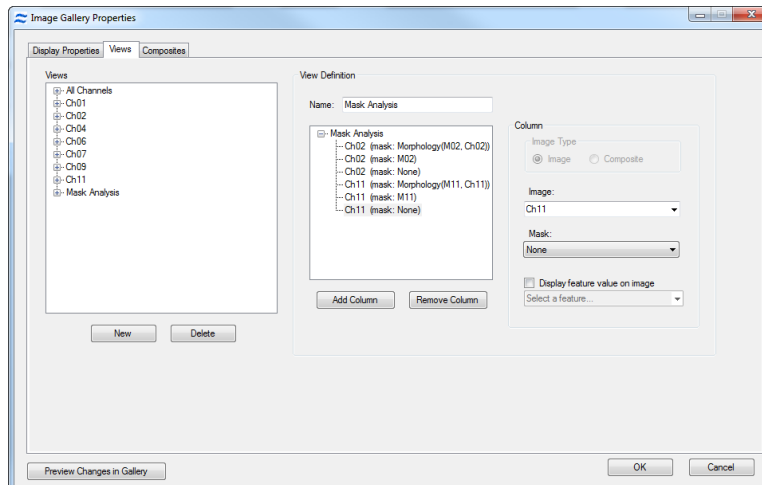 Image Gallery Properties
Display Properties Views Composites
Views
All Channels
Ch01
Ch02
Ch04
Ch06
Ch07
Ch09
Ch11
Mask Analysis
New Delete
View Definition
Name: Mask Analysis
Mask Analysis
Ch02 (mask: Morphology(M02, Ch02))
Ch02 (mask: M02)
Ch02 (mask: None)
Ch11 (mask: Morphology(M11, Ch11))
Ch11 (mask: M11)
Ch11 (mask: None)
Add Column Remove Column
Column
Image Type
Image Composite
Image:
Ch11
Mask:
None
Display feature value on image
Select a feature...
Preview Changes in Gallery
OK Cancel